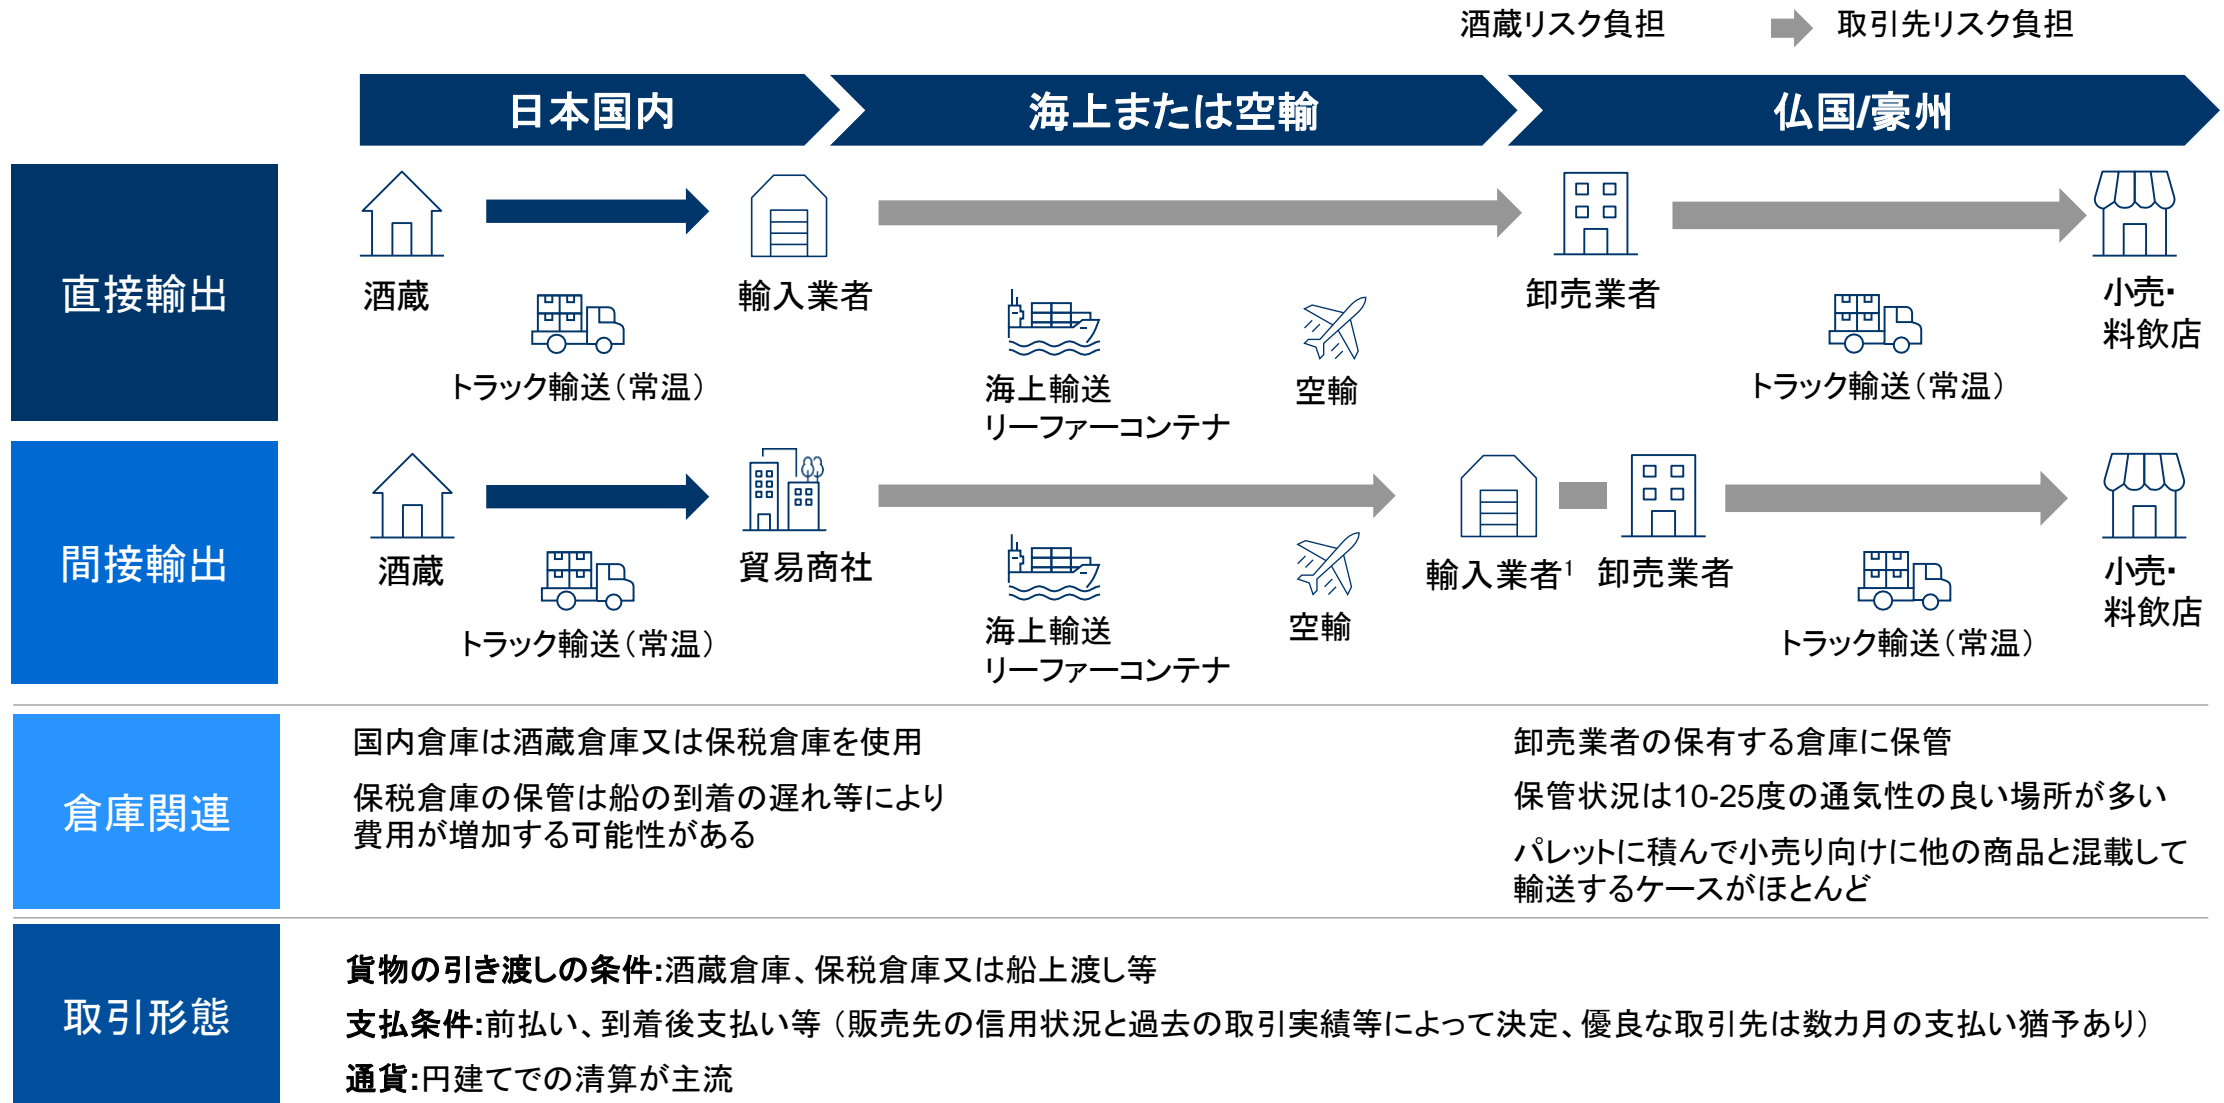 酒蔵リスク負担
取引先リスク負担
日本国内
海上または空輸
仏国/豪州
直接輸出
酒蔵
トラック輸送（常温）
輸入業者
海上輸送
リーファーコンテナ
空輸
卸売業者
トラック輸送（常温）
小売・
料飲店
間接輸出
酒蔵
トラック輸送（常温）
貿易商社
海上輸送
リーファーコンテナ
空輸
輸入業者1
卸売業者
トラック輸送（常温）
小売・
料飲店
倉庫関連
国内倉庫は酒蔵倉庫又は保税倉庫を使用
保税倉庫の保管は船の到着の遅れ等により
費用が増加する可能性がある
卸売業者の保有する倉庫に保管
保管状況は10-25度の通気性の良い場所が多い
パレットに積んで小売り向けに他の商品と混載して
輸送するケースがほとんど
取引形態
貨物の引き渡しの条件:酒蔵倉庫、保税倉庫又は船上渡し等
支払条件:前払い、到着後支払い等（販売先の信用状況と過去の取引実績等によって決定、優良な取引先は数カ月の支払い猶予あり）
通貨:円建てでの清算が主流